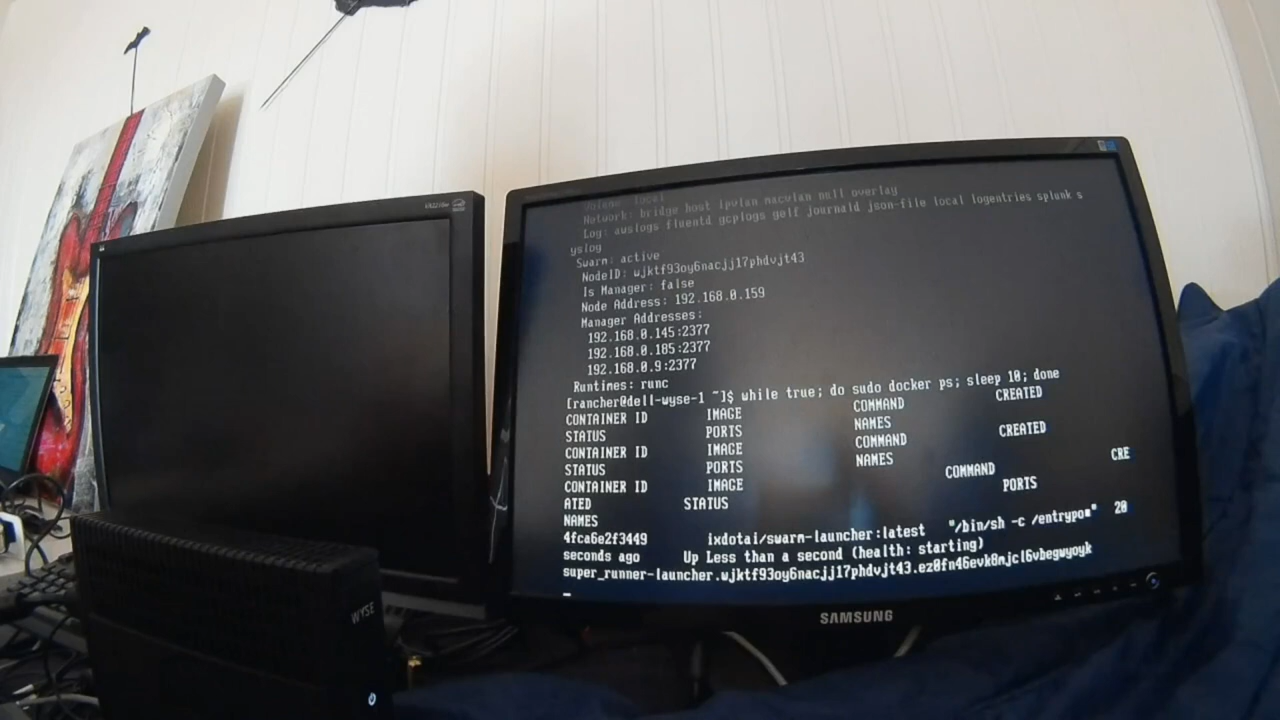 Volume: local
Network: bridge host ipvlan macvlan null overlay
Log: awslogs fluentd gcplogs gelf journald json-file local logentries splunk s
yslog
Swarm: active
NodeID: wjktf93oy6nacjj17phdvjt43
Is Manager: false
Node Address: 192.168.0.159
Manager Addresses:
192.168.0.145:2377
192.168.0.185:2377
192.168.0.9:2377
Runtimes: runc
[rancher@dell-wyse-1 ~]$ while true; do sudo docker ps; sleep 10; done
CONTAINER ID IMAGE COMMAND CREATED
STATUS PORTS NAMES
CONTAINER ID IMAGE COMMAND CREATED
STATUS PORTS NAMES
CONTAINER ID IMAGE COMMAND CRE
ATED STATUS PORTS
NAMES
4fca6e2f3449 ixdotai/swarm-launcher:latest "/bin/sh -c /entrypo…" 20
seconds ago Up Less than a second (health: starting)
super_runner-launcher.wjktf93oy6nacjj17phdvjt43.ez0fn46evk0mjcl6vbegwyoyk
SAMSUNG
WYSE